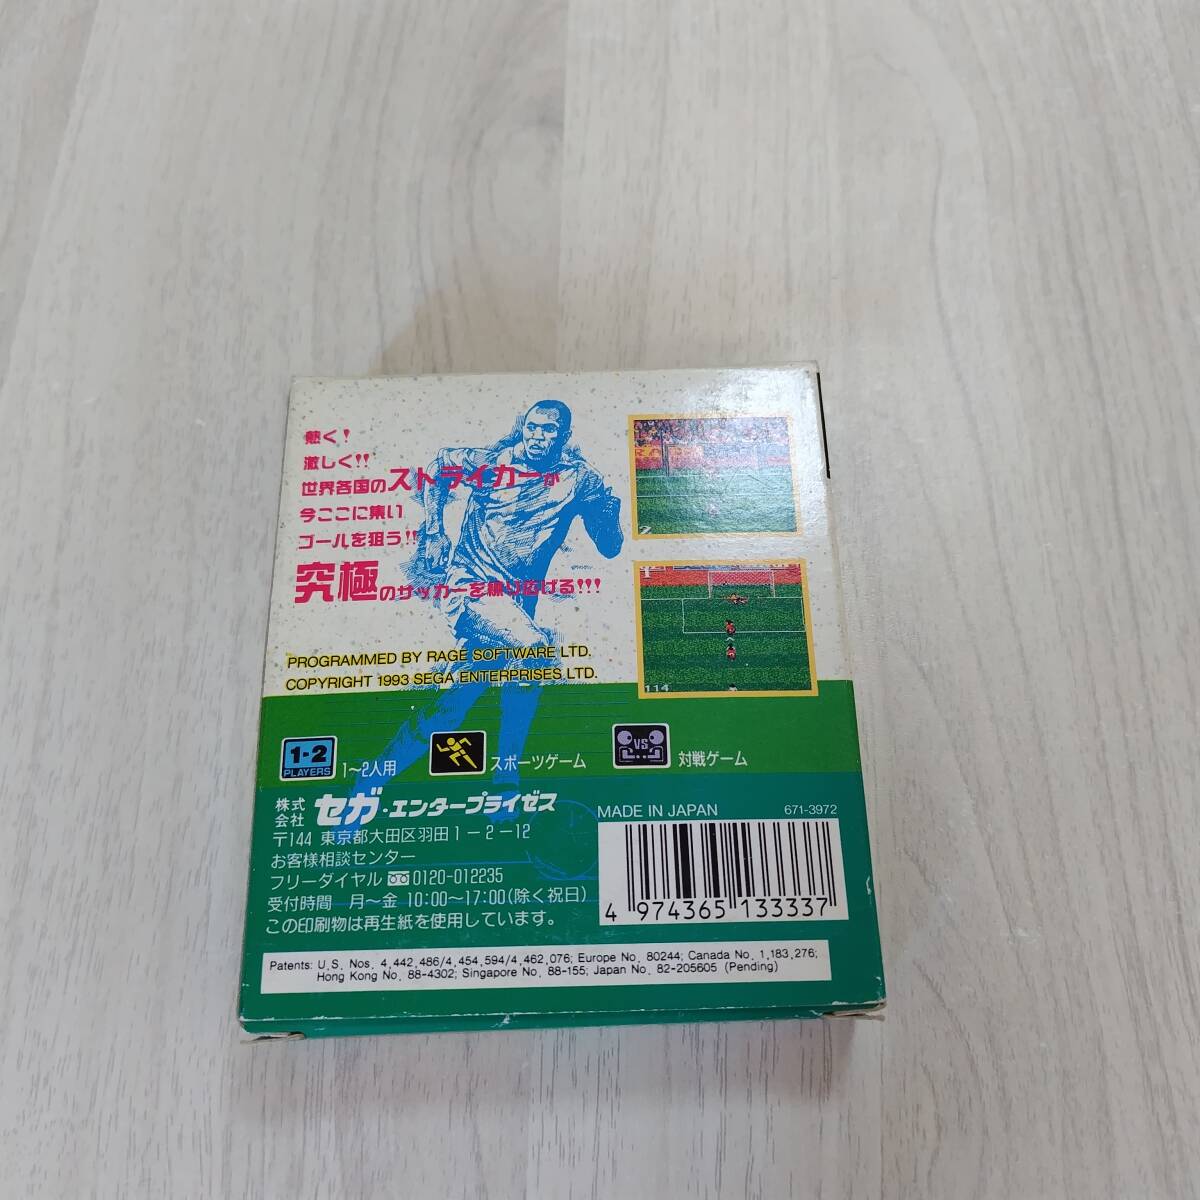 熱く!
激しく!!
世界各国のストライカーが
今ここに集い
ゴールを狙う!!
究極のサッカーを繰り広げる!!!
PROGRAMMED BY RAGE SOFTWARE LTD.
COPYRIGHT 1993 SEGA ENTERPRISES LTD.
2
114
1-2
PLAYERS
1〜2人用
スポーツゲーム
VS
対戦ゲーム
株式会社 セガ・エンタープライゼス
〒144 東京都大田区羽田1-2-12
お客様相談センター
フリーダイヤル 0120-012235
受付時間 月〜金 10:00〜17:00(除く祝日)
この印刷物は再生紙を使用しています。
MADE IN JAPAN
671-3972
4 974365 133337
Patents: U.S. Nos. 4,442,486/4,454,594/4,462,076; Europe No. 80244; Canada No. 1,183,276;
Hong Kong No. 88-4302; Singapore No. 88-155; Japan No. 82-205605 (Pending)